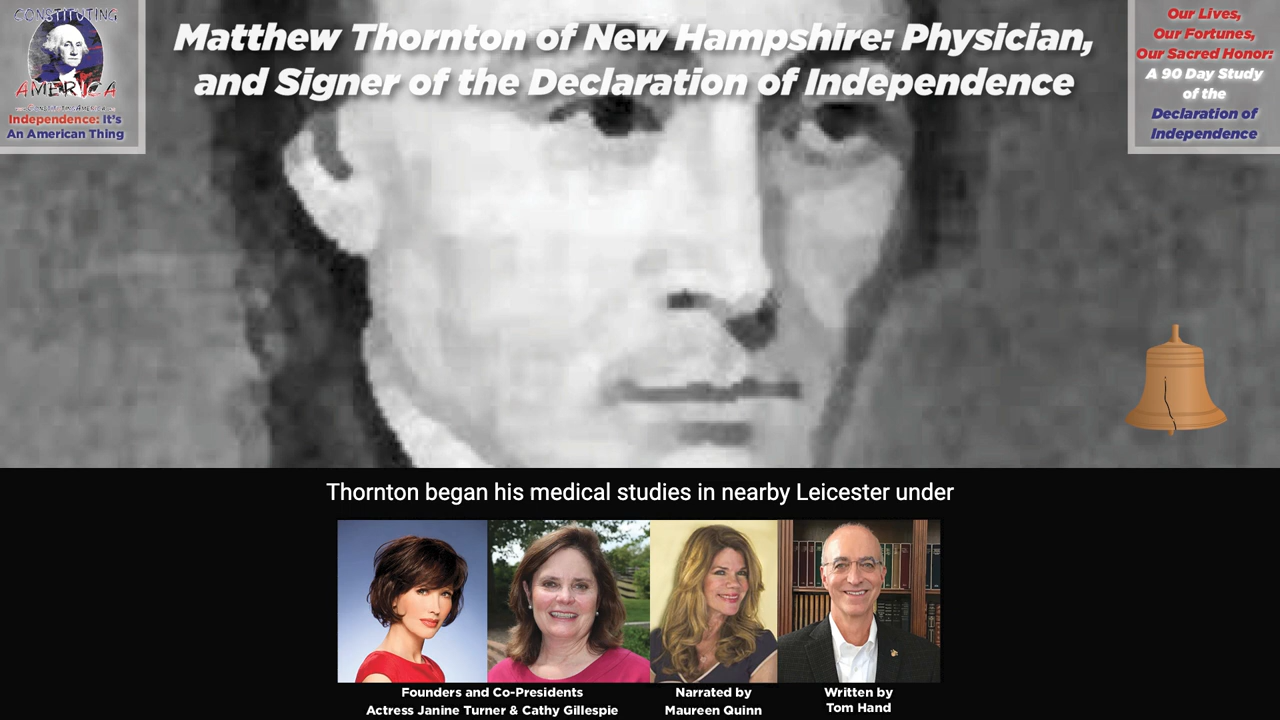 CONSTITUTING
AMERICA
Independence: It's
An American Thing
Matthew Thornton of New Hampshire: Physician,
and Signer of the Declaration of Independence
Our Lives,
Our Fortunes,
Our Sacred Honor:
A 90 Day Study
of the
Declaration of
Independence
Thornton began his medical studies in nearby Leicester under
Founders and Co-Presidents
Actress Janine Turner & Cathy Gillespie
Narrated by
Maureen Quinn
Written by
Tom Hand